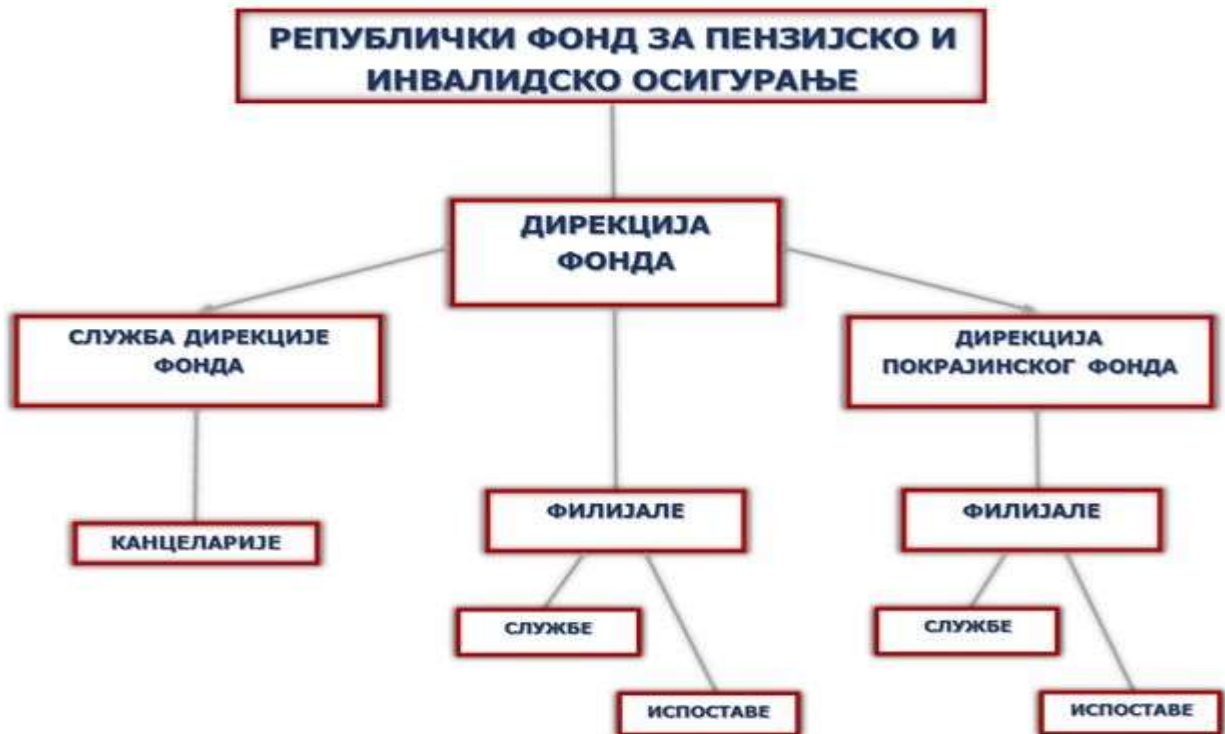 РЕПУБЛИЧКИ ФОНД ЗА ПЕНЗИЈСКО И
ИНВАЛИДСКО ОСИГУРАЊЕ
ДИРЕКЦИЈА
ФОНДА
СЛУЖБА ДИРЕКЦИЈЕ
ФОНДА
ДИРЕКЦИЈА
ПОКРАЈИНСКОГ ФОНДА
КАНЦЕЛАРИЈЕ
ФИЛИЈАЛЕ
ФИЛИЈАЛЕ
СЛУЖБЕ
СЛУЖБЕ
ИСПОСТАВЕ
ИСПОСТАВЕ